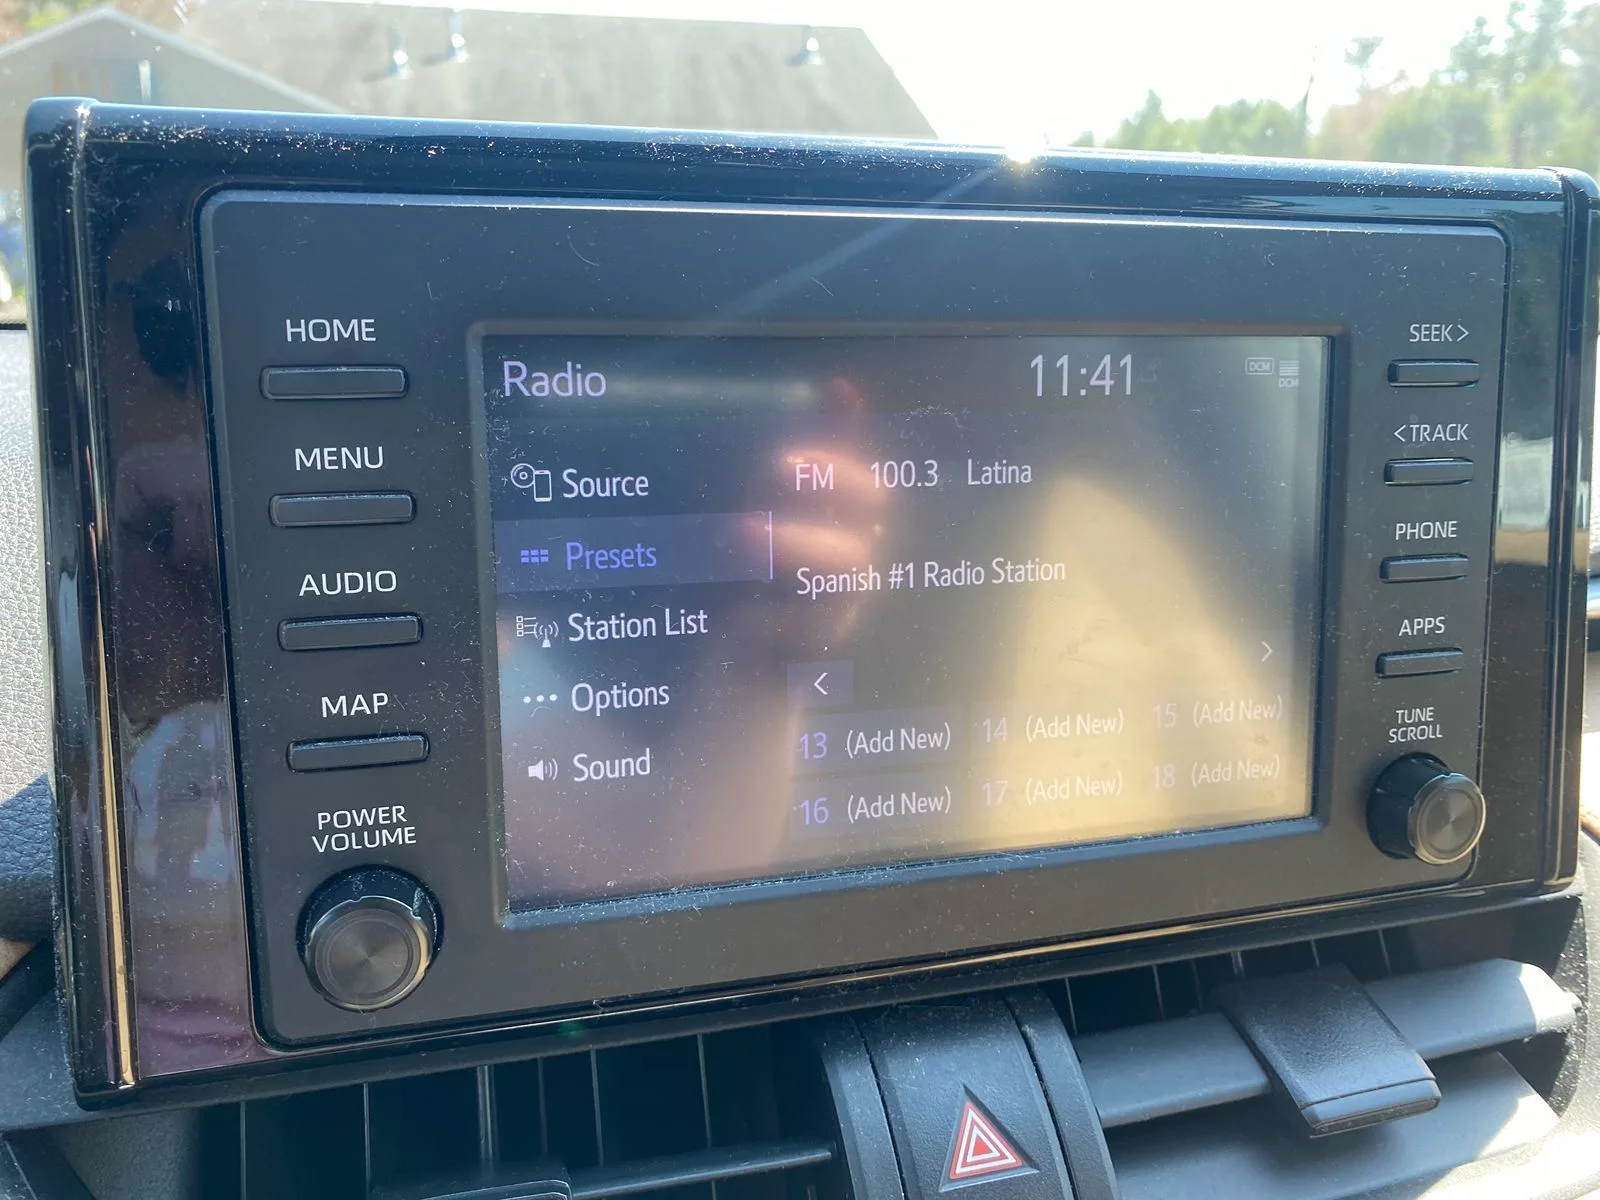 HOME
MENU
AUDIO
MAP
POWER
VOLUME
Radio
11:41
DCM
DCM
Source
Presets
Station List
Options
Sound
FM 100.3 Latina
Spanish #1 Radio Station
<
>
13 (Add New) 14 (Add New) 15 (Add New)
16 (Add New) 17 (Add New) 18 (Add New)
SEEK>
<TRACK
PHONE
APPS
TUNE
SCROLL